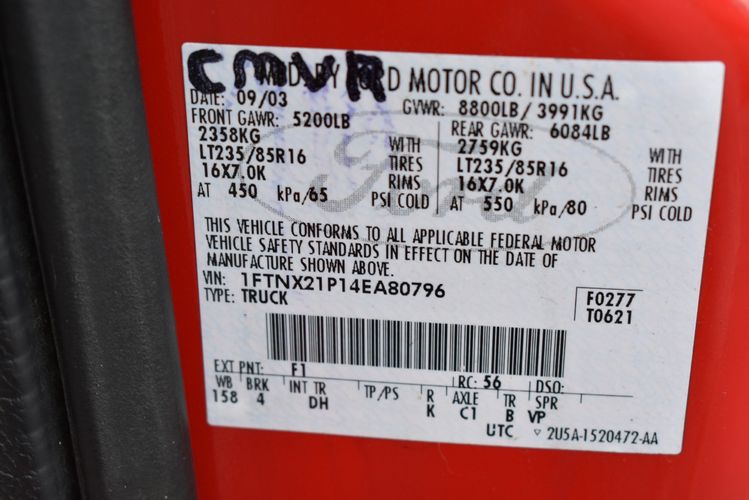 CMVR
MFD. BY FORD MOTOR CO. IN U.S.A.
DATE: 09/03 GVWR: 8800LB/ 3991KG
FRONT GAWR: 5200LB REAR GAWR: 6084LB
2358KG WITH 2759KG WITH
LT235/85R16 TIRES LT235/85R16 TIRES
16X7.0K RIMS 16X7.0K RIMS
AT 450 kPa/65 PSI COLD AT 550 kPa/80 PSI COLD
Ford
THIS VEHICLE CONFORMS TO ALL APPLICABLE FEDERAL MOTOR
VEHICLE SAFETY STANDARDS IN EFFECT ON THE DATE OF
MANUFACTURE SHOWN ABOVE.
VIN: 1FTNX21P14EA80796
TYPE: TRUCK
F0277
T0621
EXT PNT: F1 RC: 56 DSO:
WB BRK INT TR TP/PS R AXLE TR SPR
158 4 DH K C1 B VP
UTC ▽ 2U5A-1520472-AA